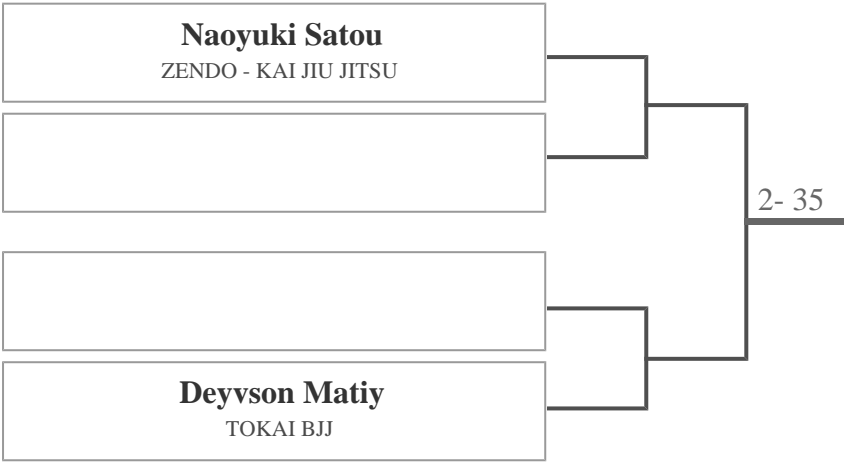 Naoyuki Satou
ZENDO - KAI JIU JITSU
2- 35
Deyvson Matiy
TOKAI BJJ